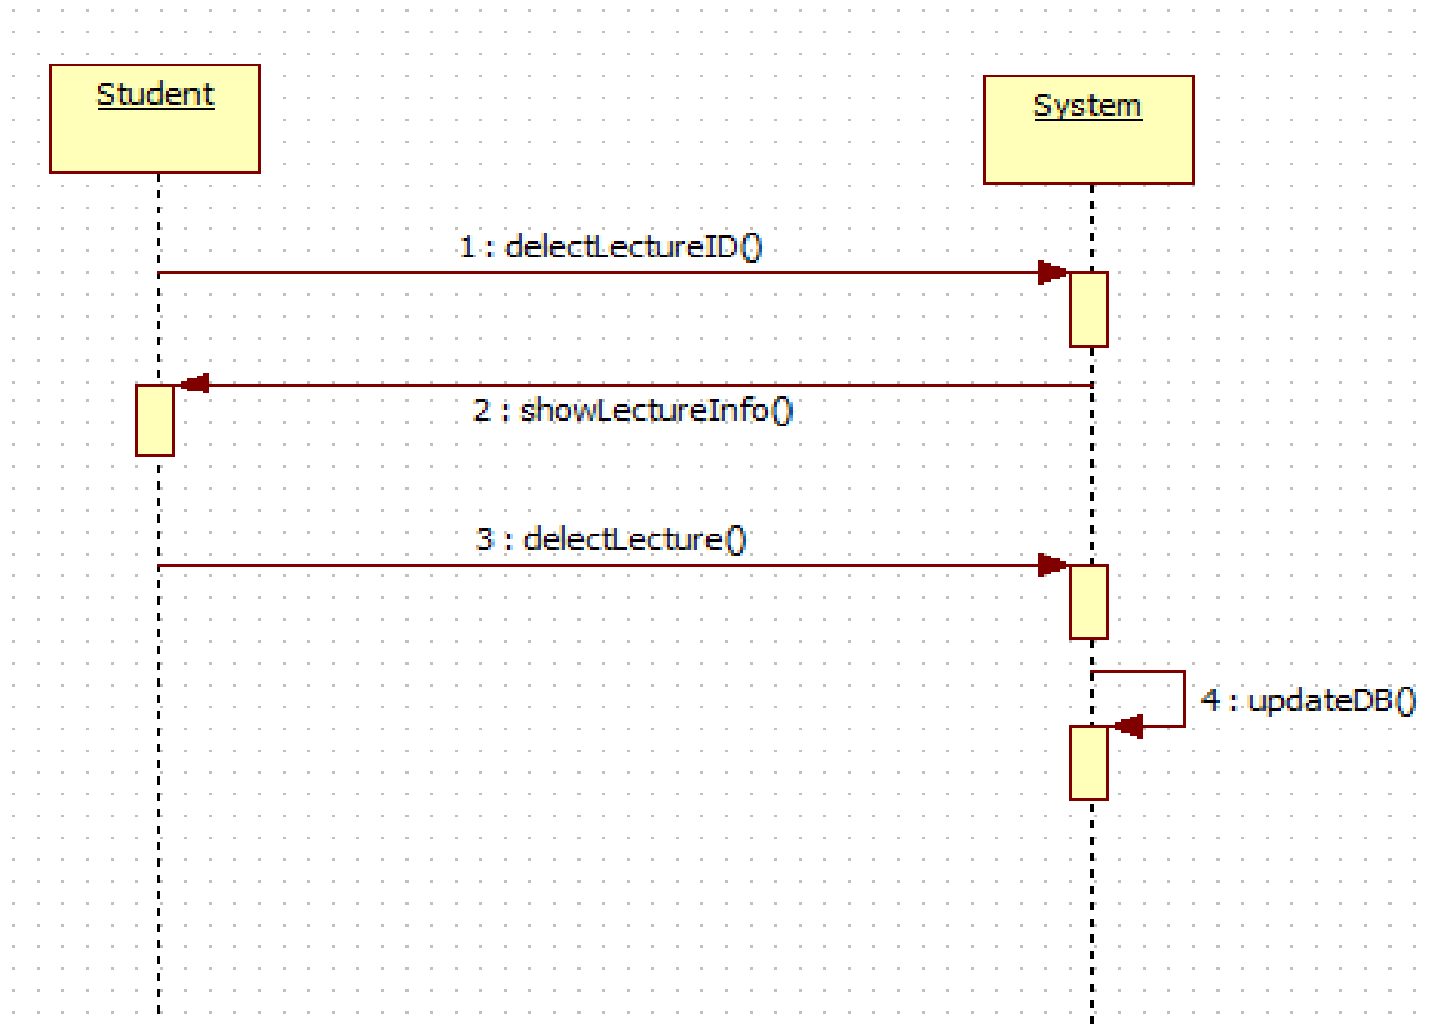 Student
System
1 : delectLectureID()
2 : showLectureInfo()
3 : delectLecture()
4 : updateDB()